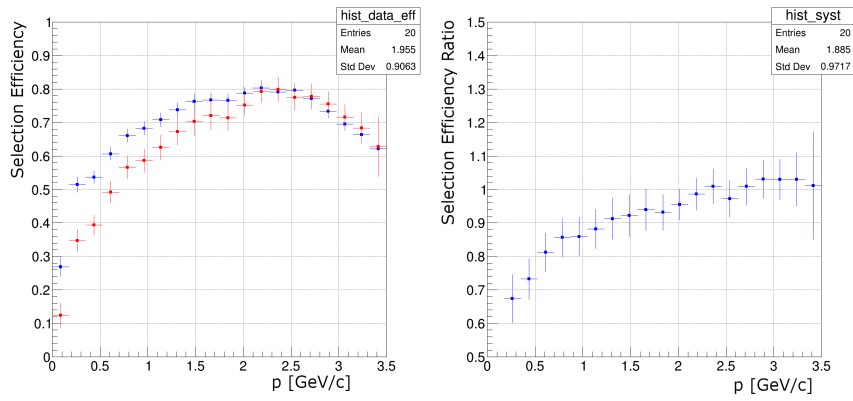 hist_data_eff
Entries 20
Mean 1.955
Std Dev 0.9063
Selection Efficiency
1
0.9
0.8
0.7
0.6
0.5
0.4
0.3
0.2
0.1
0
0 0.5 1 1.5 2 2.5 3 3.5
p [GeV/c]
hist_syst
Entries 20
Mean 1.885
Std Dev 0.9717
Selection Efficiency Ratio
1.5
1.4
1.3
1.2
1.1
1
0.9
0.8
0.7
0.6
0.5
0 0.5 1 1.5 2 2.5 3 3.5
p [GeV/c]